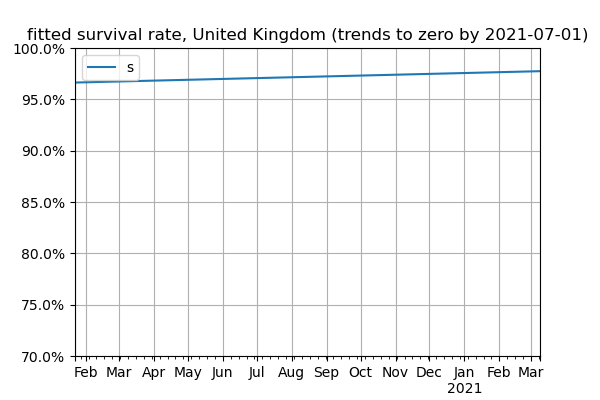 fitted survival rate, United Kingdom (trends to zero by 2021-07-01)
100.0%
s
95.0%
90.0%
85.0%
80.0%
75.0%
70.0%
Feb Mar Apr May Jun Jul Aug Sep Oct Nov Dec Jan Feb Mar
2021